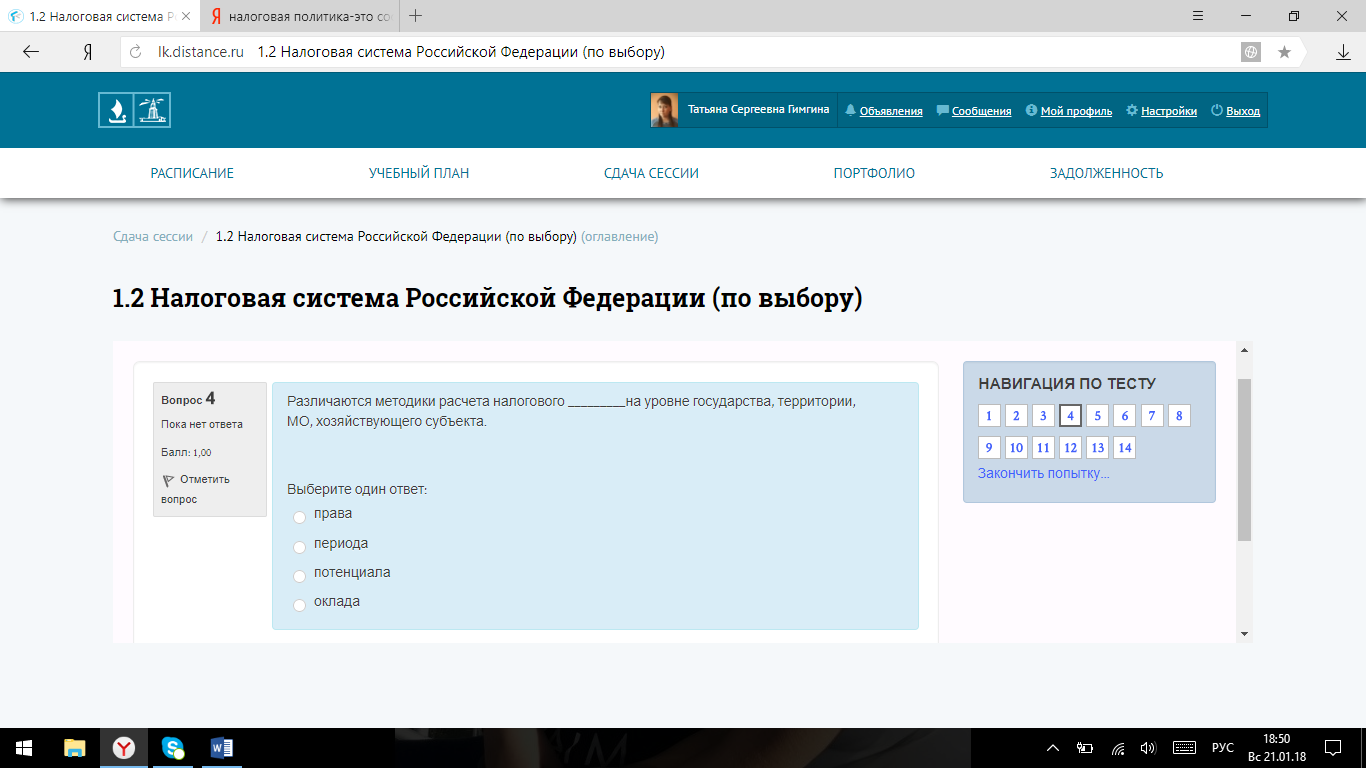 1.2 Налоговая система Р
налоговая политика-это со
lk.distance.ru 1.2 Налоговая система Российской Федерации (по выбору)
Татьяна Сергеевна Гимгина Объявления Сообщения Мой профиль Настройки Выход
РАСПИСАНИЕ УЧЕБНЫЙ ПЛАН СДАЧА СЕССИИ ПОРТФОЛИО ЗАДОЛЖЕННОСТЬ
Сдача сессии / 1.2 Налоговая система Российской Федерации (по выбору) (оглавление)
1.2 Налоговая система Российской Федерации (по выбору)
Вопрос 4
Пока нет ответа
Балл: 1,00
Отметить
вопрос
Различаются методики расчета налогового _________на уровне государства, территории,
МО, хозяйствующего субъекта.
Выберите один ответ:
права
периода
потенциала
оклада
НАВИГАЦИЯ ПО ТЕСТУ
1 2 3 4 5 6 7 8
9 10 11 12 13 14
Закончить попытку...
РУС
18:50
Вс 21.01.18